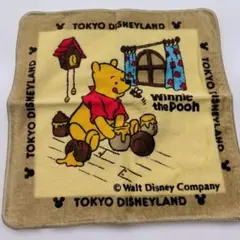 TOKYO DISNEYLAND
TOKYO DISNEYLAND
TOKYO DISNEYLAND
Winnie
the Pooh
© Walt Disney Company
TOKYO DISNEYLAND